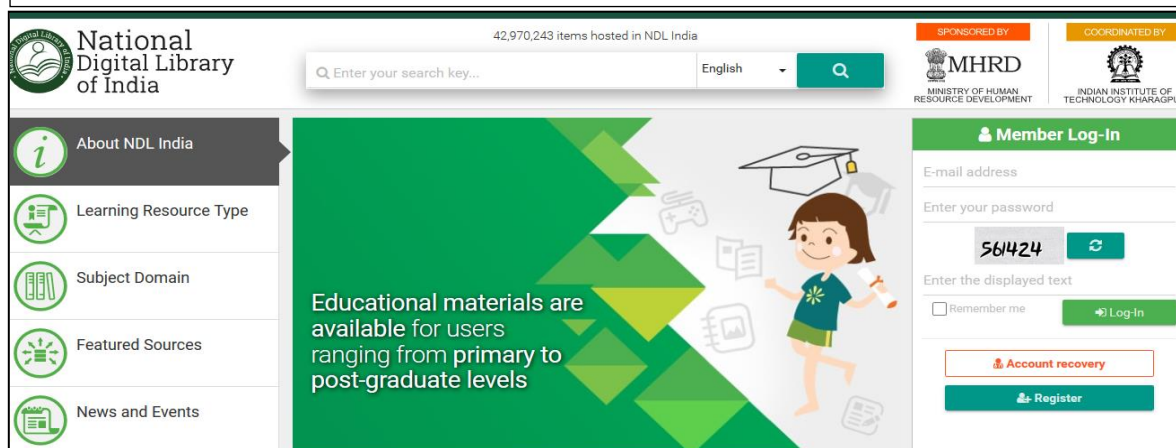 42,970,243 items hosted in NDL India
National
Digital Library
of India
Enter your search key...
English
SPONSORED BY
MHRD
MINISTRY OF HUMAN
RESOURCE DEVELOPMENT
COORDINATED BY
INDIAN INSTITUTE OF
About NDL India
Learning Resource Type
Subject Domain
Featured Sources
News and Events
Educational materials are
available for users
ranging from primary to
post-graduate levels
Member Log-In
E-mail address
Enter your password
561424
Enter the displayed text
Remember me
Log-In
Account recovery
Register